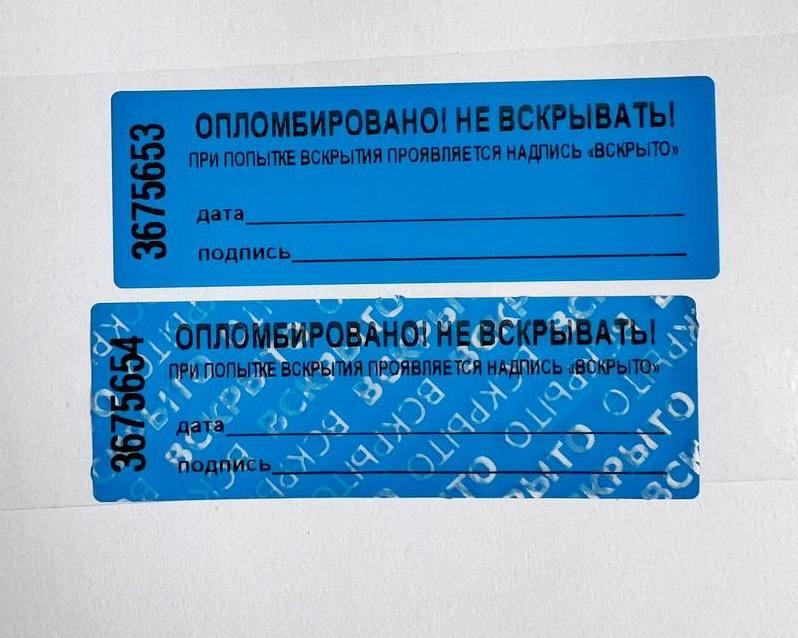 3675653
ОПЛОМБИРОВАНО! НЕ ВСКРЫВАТЬ!
ПРИ ПОПЫТКЕ ВСКРЫТИЯ ПРОЯВЛЯЕТСЯ НАДПИСЬ «ВСКРЫТО»
дата
подпись
3675654
ОПЛОМБИРОВАНО! НЕ ВСКРЫВАТЬ!
ПРИ ПОПЫТКЕ ВСКРЫТИЯ ПРОЯВЛЯЕТСЯ НАДПИСЬ «ВСКРЫТО»
дата
подпись
ВСКРЫТО
ВСКРЫТО
ВСКРЫТО
ВСКРЫТО
ВСКРЫТО